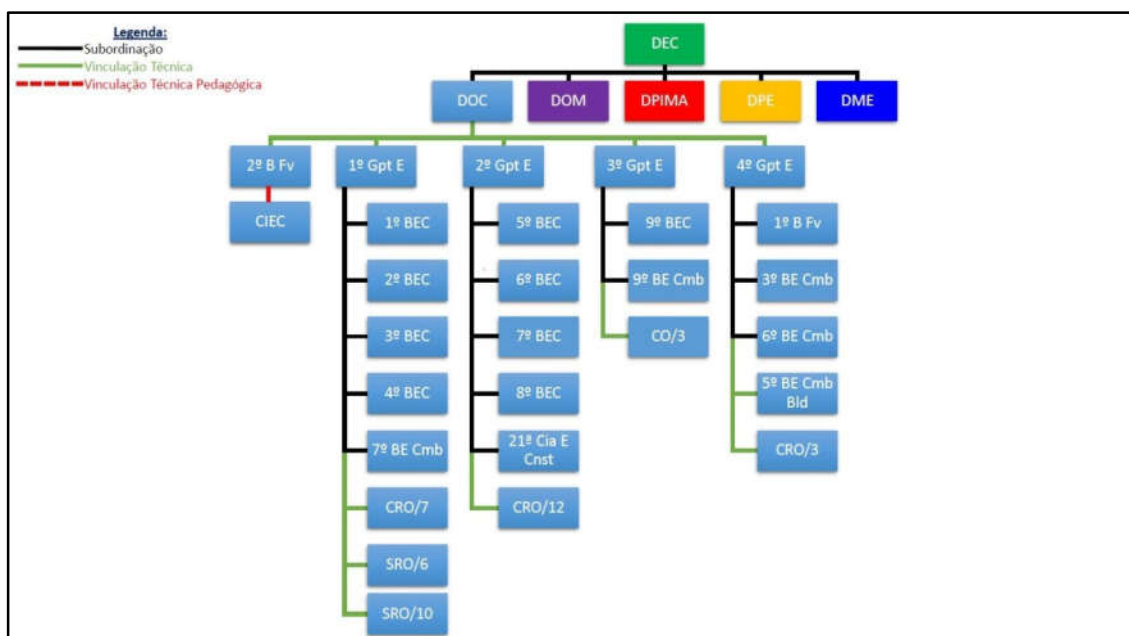 Legenda:
Subordinação
Vinculação Técnica
Vinculação Técnica Pedagógica
DEC
DOC
DOM
DPIMA
DPE
DME
2º B Fv
1º Gpt E
2º Gpt E
3º Gpt E
4º Gpt E
CIEC
1º BEC
2º BEC
3º BEC
4º BEC
7º BE Cmb
CRO/7
SRO/6
SRO/10
5º BEC
6º BEC
7º BEC
8º BEC
21ª Cia E
Cnst
CRO/12
9º BEC
9º BE Cmb
CO/3
1º B Fv
3º BE Cmb
6º BE Cmb
5º BE Cmb
Bld
CRO/3